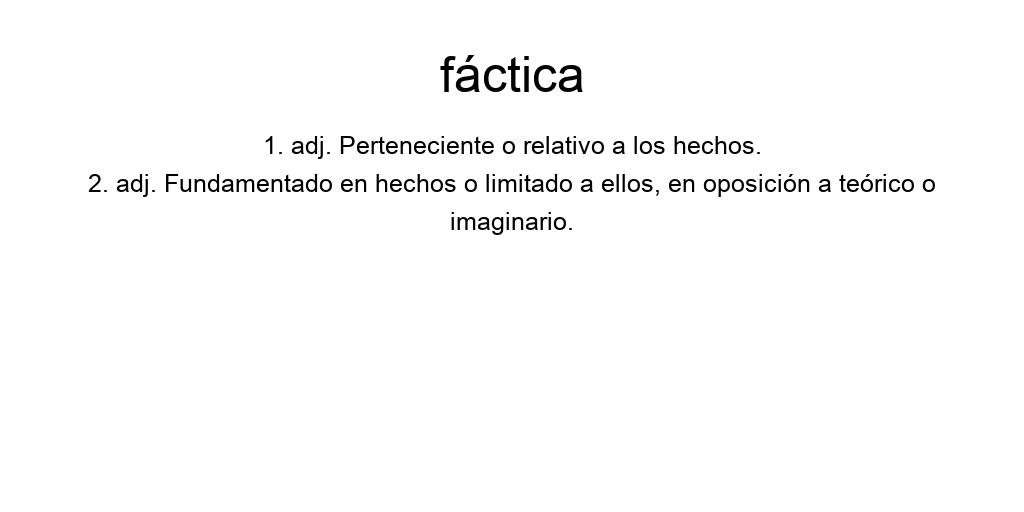 fáctica
1. adj. Perteneciente o relativo a los hechos.
2. adj. Fundamentado en hechos o limitado a ellos, en oposición a teórico o
imaginario.